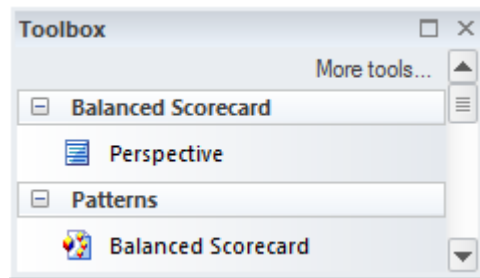 Toolbox
More tools...
Balanced Scorecard
Perspective
Patterns
Balanced Scorecard